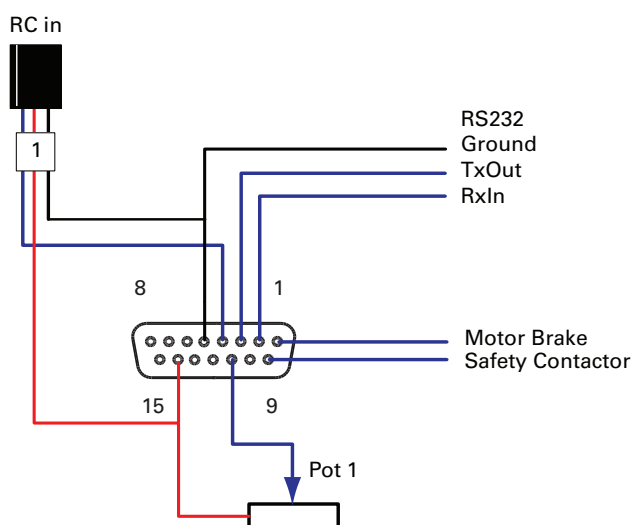 RC in
1
RS232
Ground
TxOut
RxIn
8
1
Motor Brake
Safety Contactor
15
9
Pot 1